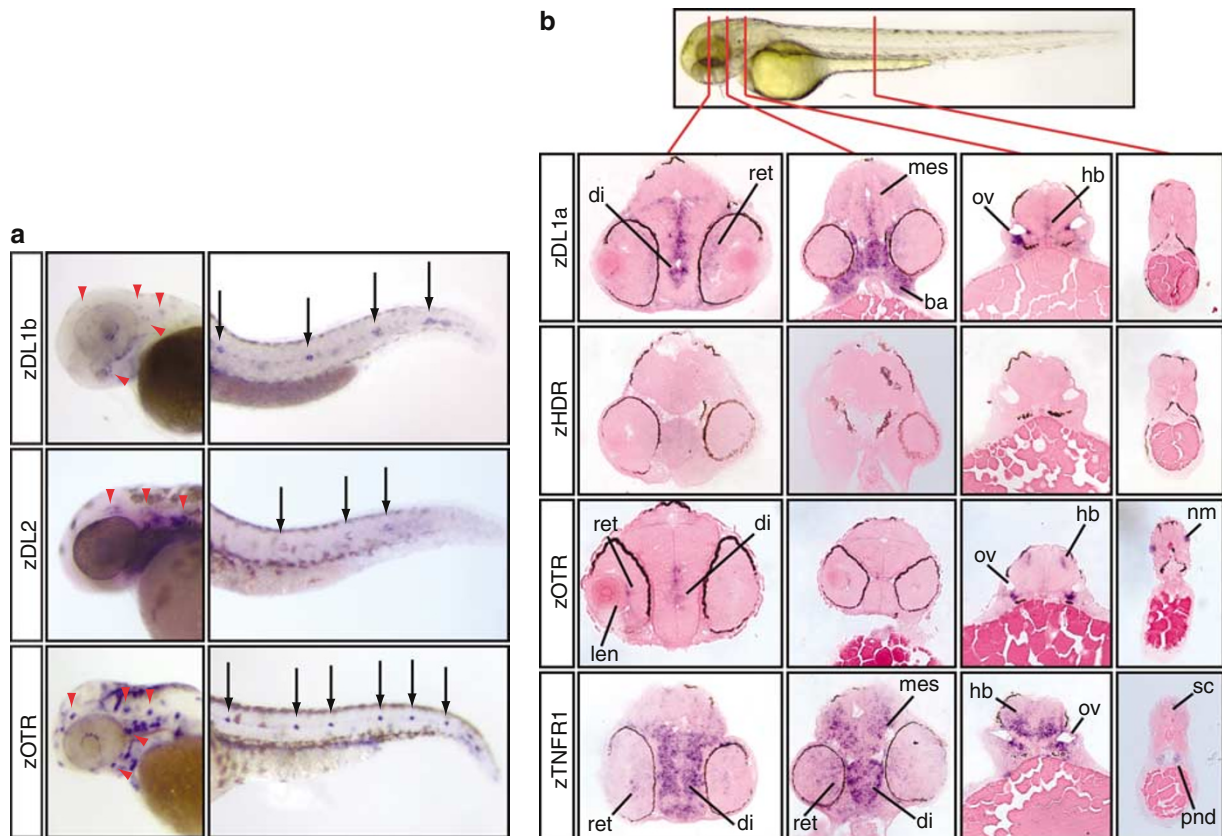 a
zDL1b
zDL2
zOTR
b
zDL1a
di
ret
mes
ba
ov
hb
zHDR
zOTR
ret
di
len
ov
hb
nm
zTNFR1
ret
di
mes
ret
di
hb
ov
sc
pnd